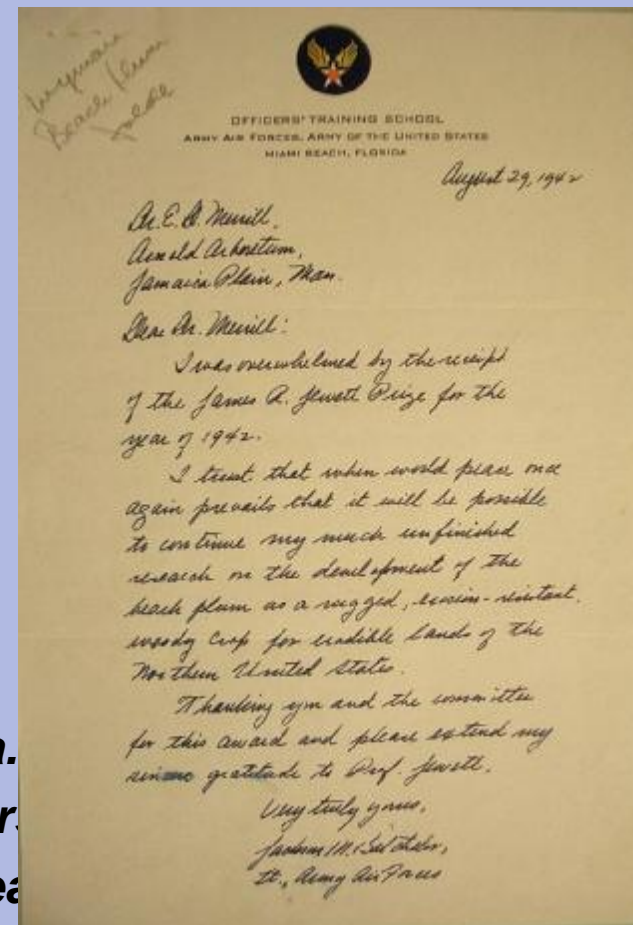 Beach Plum
OFFICERS' TRAINING SCHOOL
ARMY AIR FORCES, ARMY OF THE UNITED STATES
MIAMI BEACH, FLORIDA
August 29, 1942
Dr. E. D. Merrill,
Arnold Arboretum,
Jamaica Plain, Mass.
Dear Dr. Merrill:
I was overwhelmed by the receipt
of the James R. Jewett Prize for the
year of 1942.
I trust that when world peace once
again prevails that it will be possible
to continue my much unfinished
research on the development of the
beach plum as a rugged, erosion-resistant,
woody crop for erodible lands of the
Northern United States.
Thanking you and the committee
for this award and please extend my
sincere gratitude to Prof. Jewett.
Very truly yours,
Lt., Army Air Forces